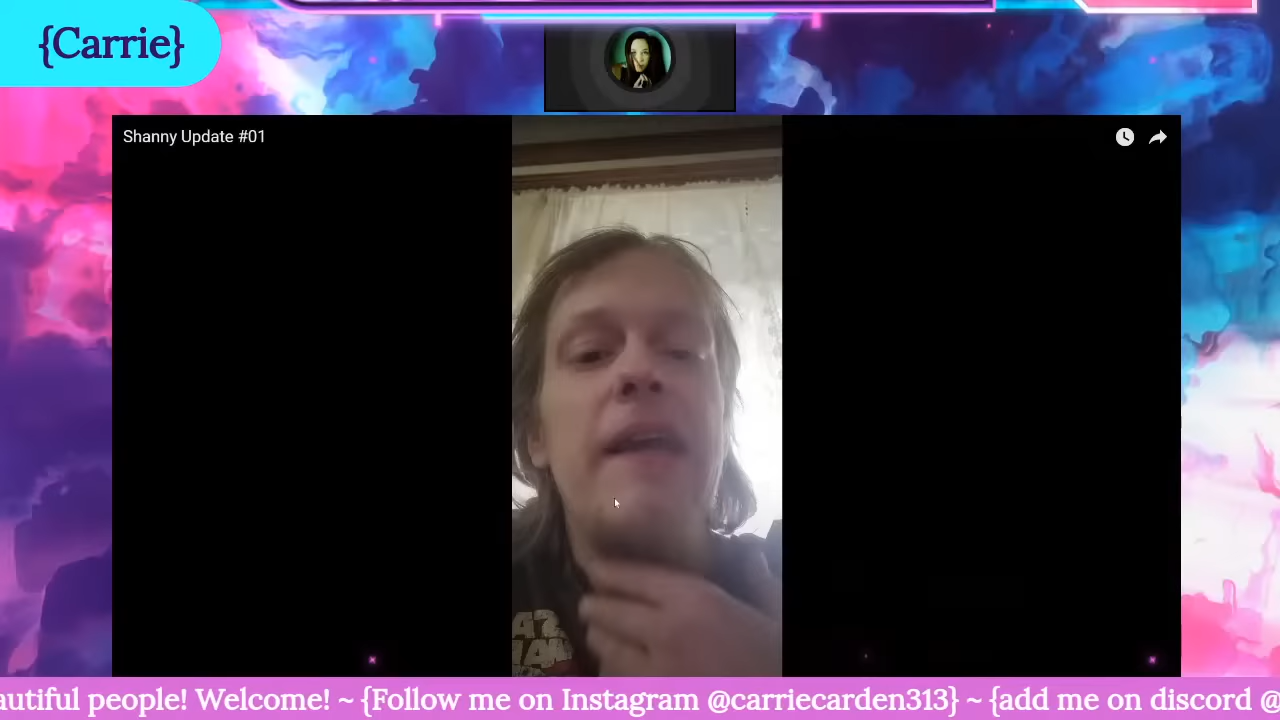 {Carrie}
Shanny Update #01
autiful people! Welcome! ~ {Follow me on Instagram @carriecarden313} ~ {add me on discord @